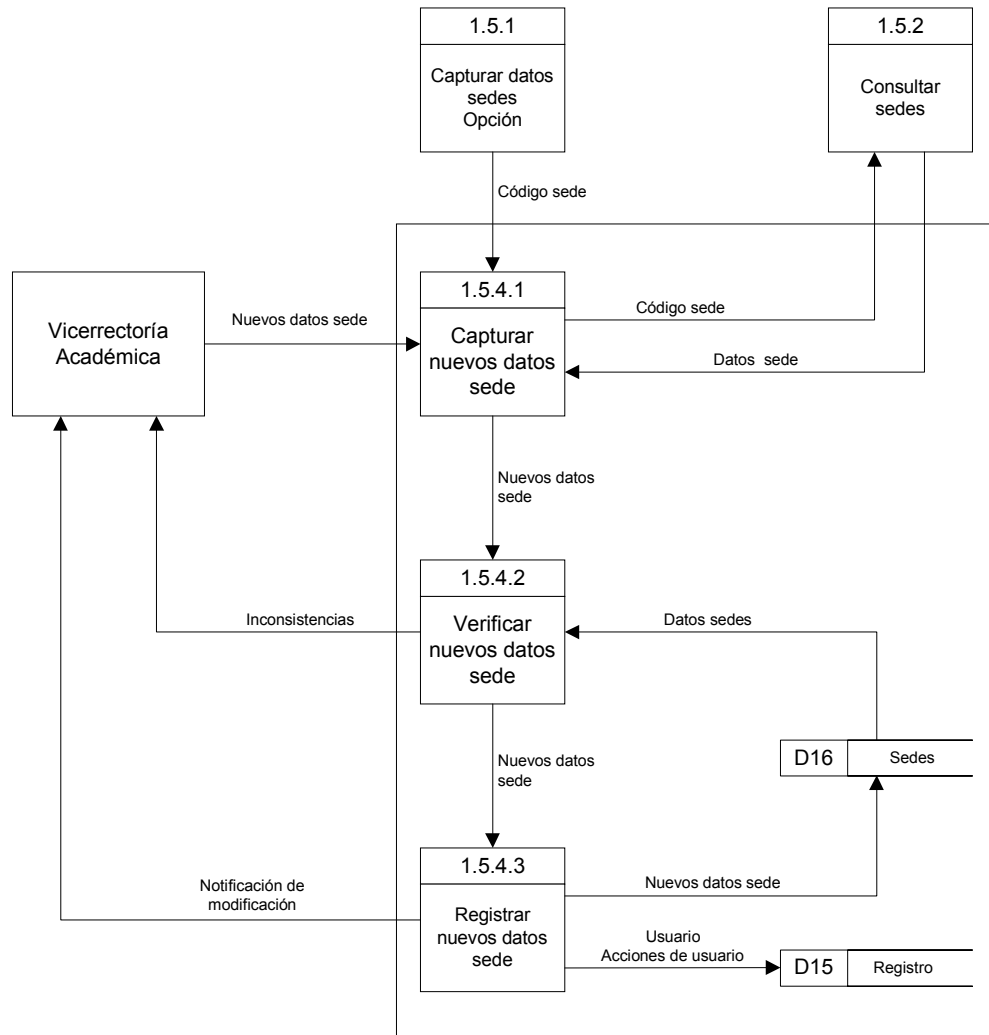 1.5.1
Capturar datos
sedes
Opción
1.5.2
Consultar
sedes
Código sede
Vicerrectoría
Académica
Nuevos datos sede
1.5.4.1
Capturar
nuevos datos
sede
Código sede
Datos sede
Nuevos datos
sede
1.5.4.2
Verificar
nuevos datos
sede
Inconsistencias
Datos sedes
Nuevos datos
sede
D16
Sedes
1.5.4.3
Registrar
nuevos datos
sede
Notificación de
modificación
Nuevos datos sede
Usuario
Acciones de usuario
D15
Registro